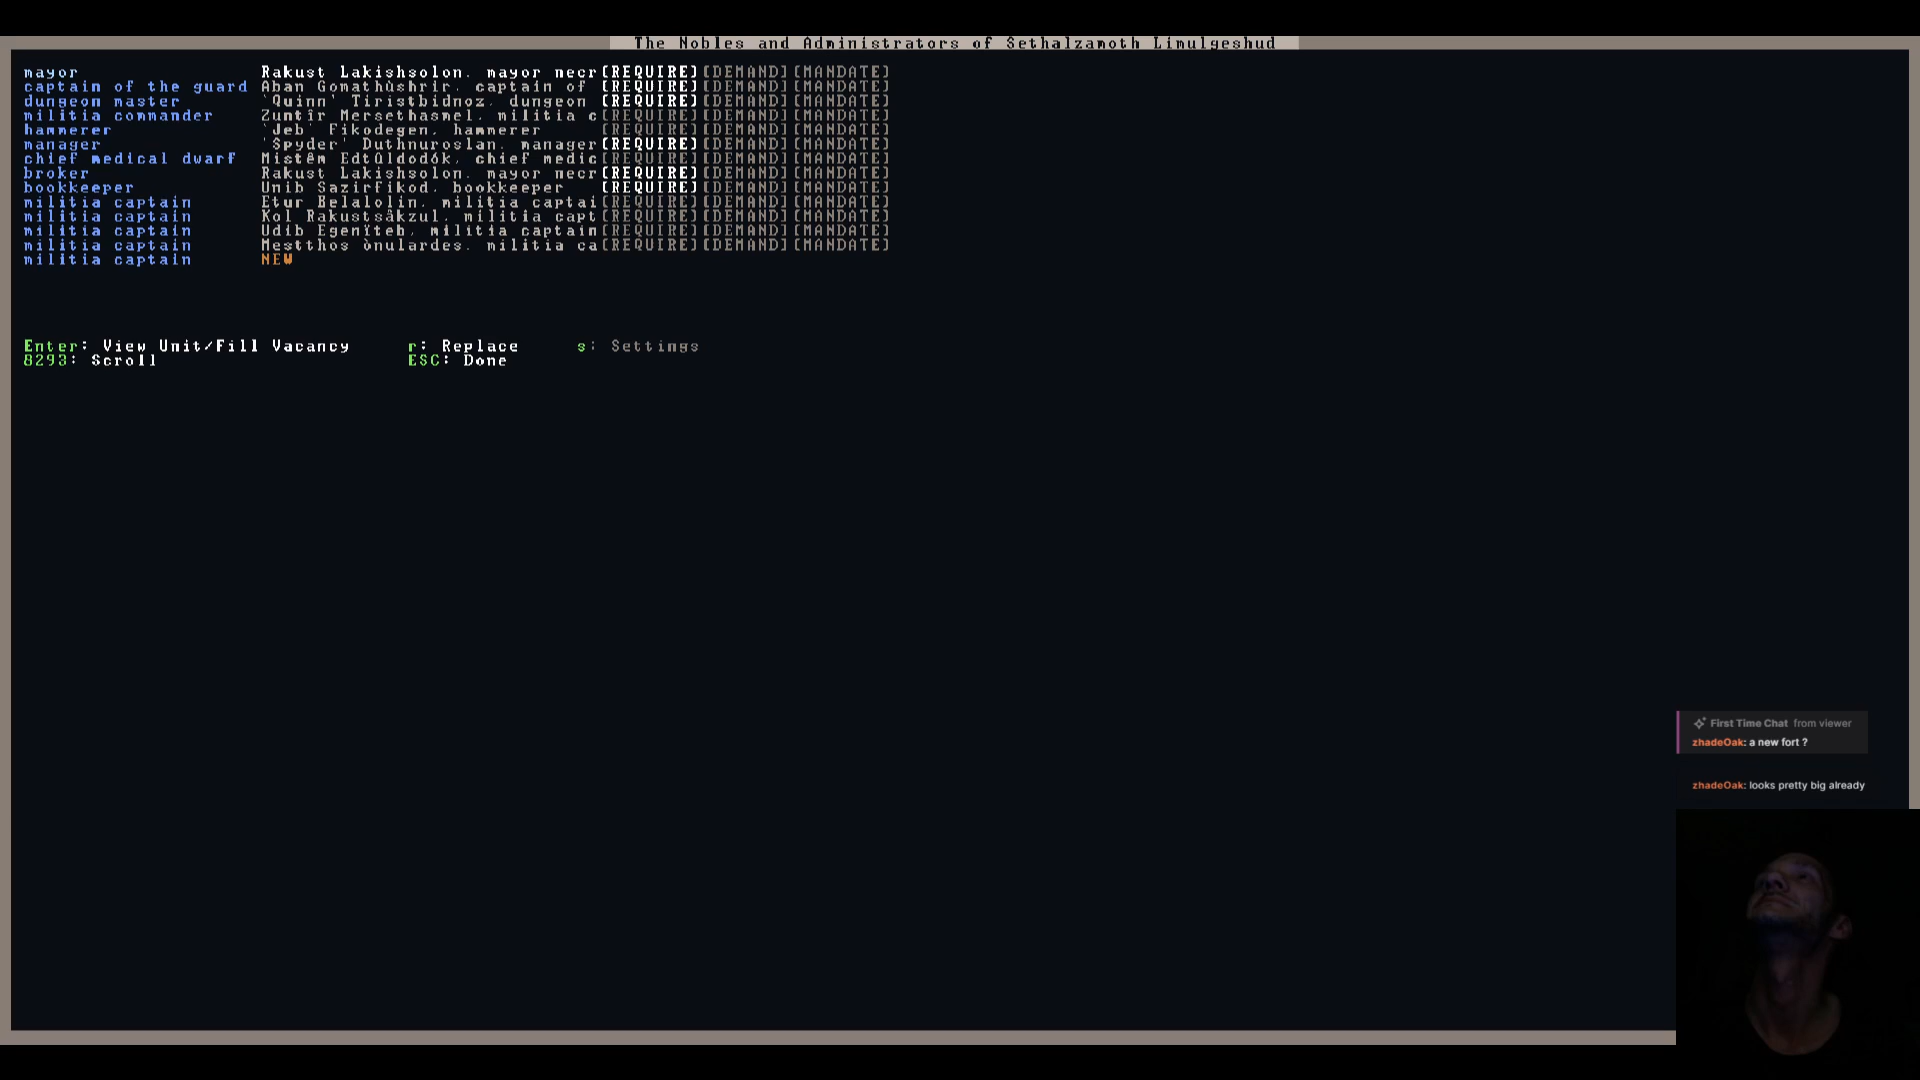 The Nobles and Administrators of Sethalzamoth Limulgeshud
mayor Rakust Lakishsolon, mayor necr[REQUIRE][DEMAND][MANDATE]
captain of the guard Aban Gomathûshrir, captain of [REQUIRE][DEMAND][MANDATE]
dungeon master `Quinn' Tiristbidnoz, dungeon [REQUIRE][DEMAND][MANDATE]
militia commander Zuntîr Mersethasmel, militia c[REQUIRE][DEMAND][MANDATE]
hammerer `Jeb' Fikodegen, hammerer [REQUIRE][DEMAND][MANDATE]
manager `Spyder' Duthnuroslan, manager[REQUIRE][DEMAND][MANDATE]
chief medical dwarf Mistêm Edtûldodók, chief medic[REQUIRE][DEMAND][MANDATE]
broker Rakust Lakishsolon, mayor necr[REQUIRE][DEMAND][MANDATE]
bookkeeper Unib Sazirfikod, bookkeeper [REQUIRE][DEMAND][MANDATE]
militia captain Etur Belalolin, militia captai[REQUIRE][DEMAND][MANDATE]
militia captain Kol Rakustsâkzul, militia capt[REQUIRE][DEMAND][MANDATE]
militia captain Udib Egenïteb, militia captain[REQUIRE][DEMAND][MANDATE]
militia captain Mestthos ònulardes, militia ca[REQUIRE][DEMAND][MANDATE]
militia captain NEW
Enter: View Unit/Fill Vacancy r: Replace s: Settings
8293: Scroll ESC: Done
First Time Chat from viewer
zhadeOak: a new fort ?
zhadeOak: looks pretty big already